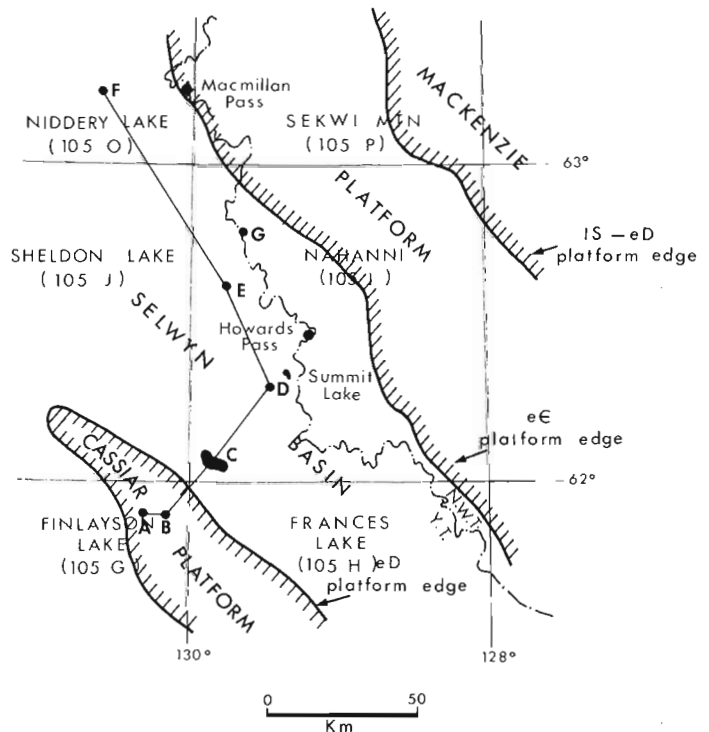 F
Macmillan
Pass
NIDDERY LAKE
(105 O)
SEKWI MTN
(105 P)
MACKENZIE
PLATFORM
63°
G
lS – eD
platform edge
SHELDON LAKE
(105 J)
NAHANNI
(105 I)
E
SELWYN
BASIN
Howards
Pass
D
Summit
Lake
e€
platform edge
C
CASSIAR
PLATFORM
62°
A
B
FINLAYSON
LAKE
(105 G)
FRANCES
LAKE
(105 H)
eD
platform edge
N.W.T.
Y.T.
130°
128°
0
50
Km